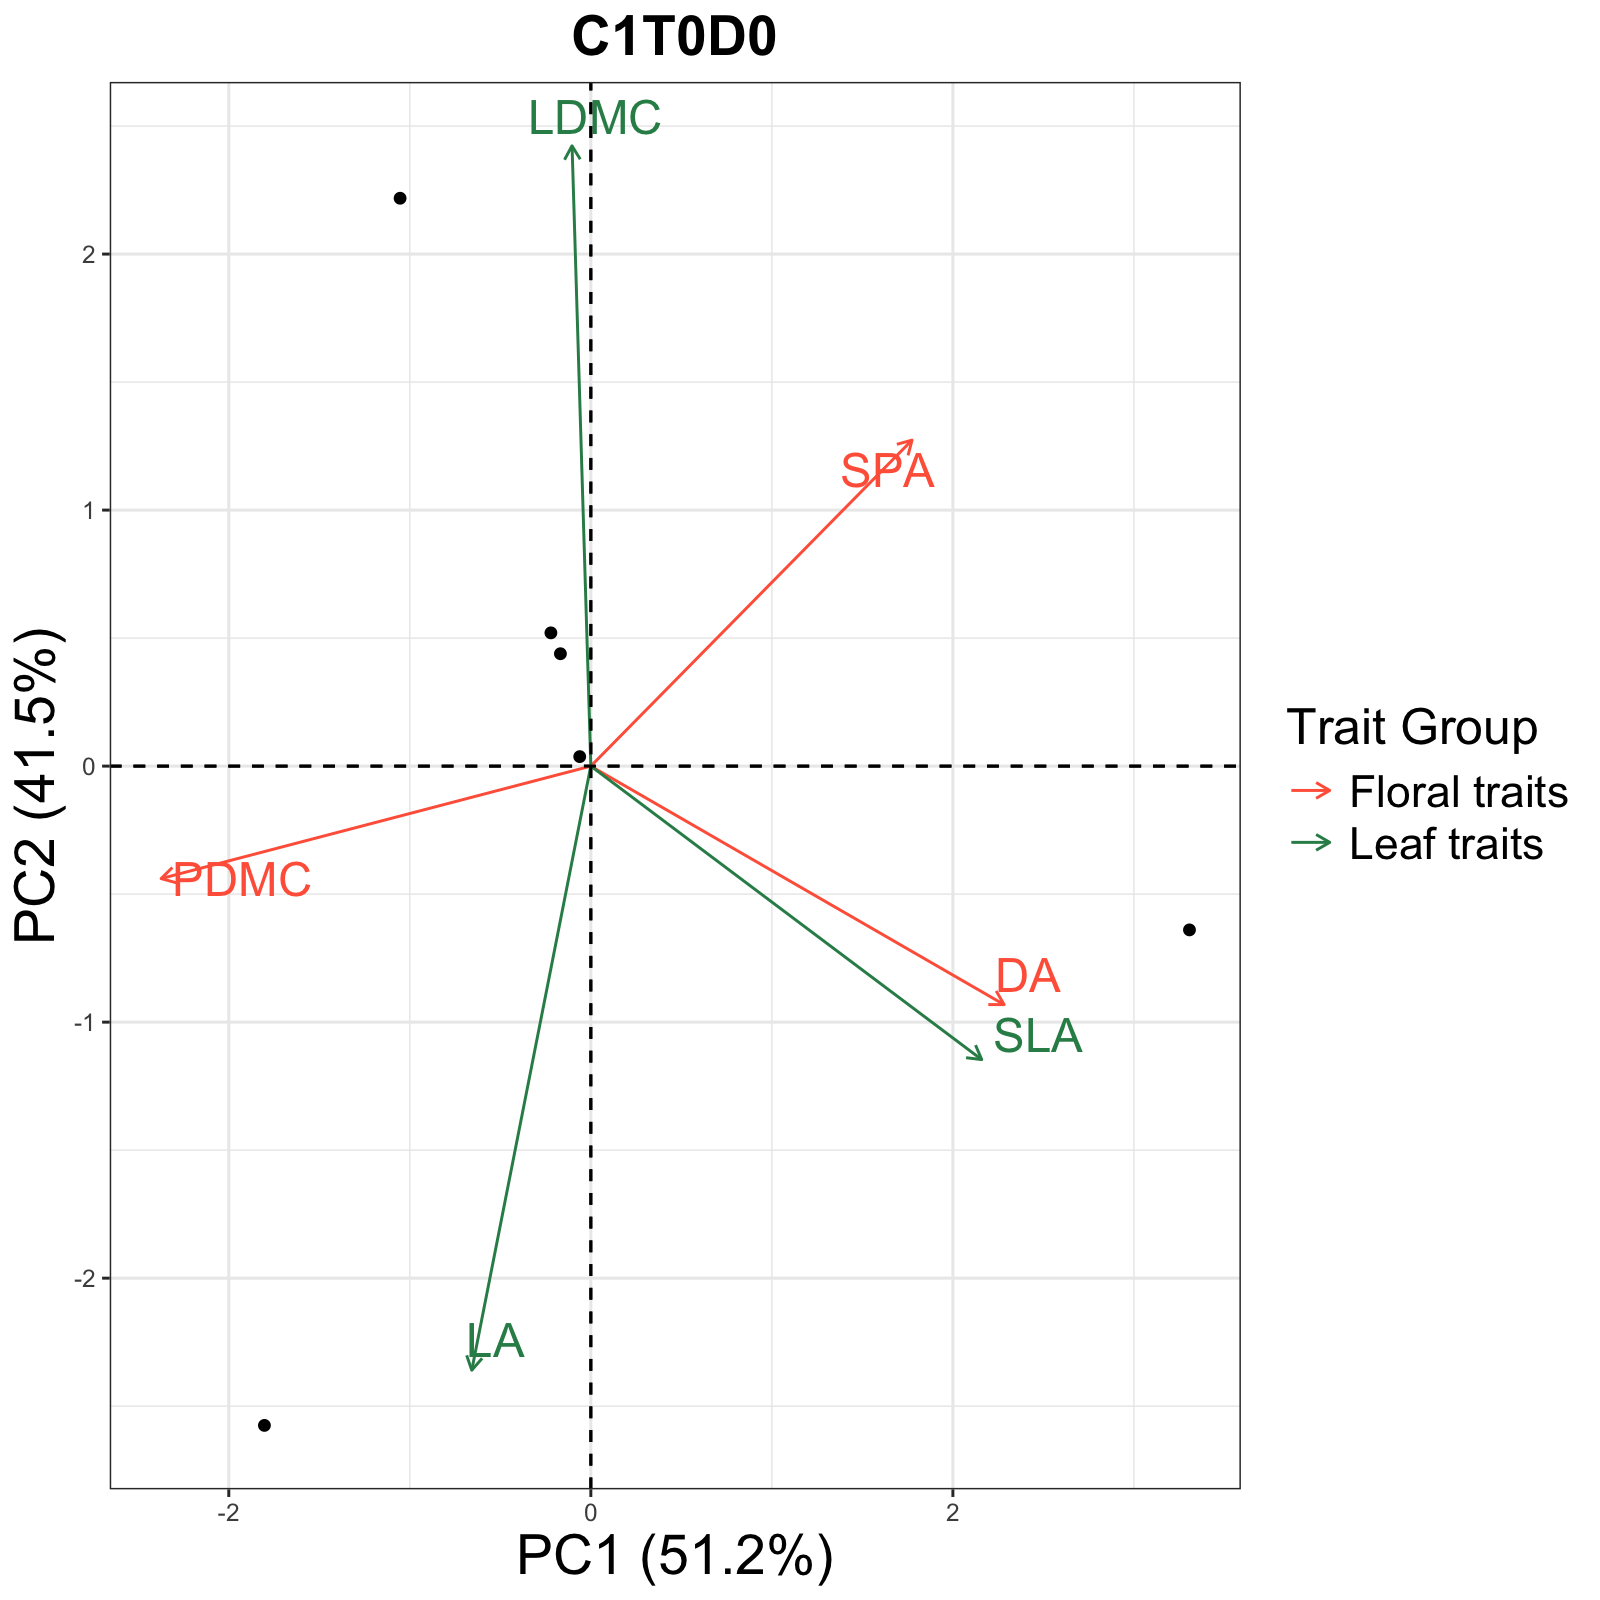 C1T0D0
LDMC
2
SPA
1
0
PDMC
DA
-1
SLA
-2
LA
-2
0
2
PC1 (51.2%)
PC2 (41.5%)
Trait Group
Floral traits
Leaf traits